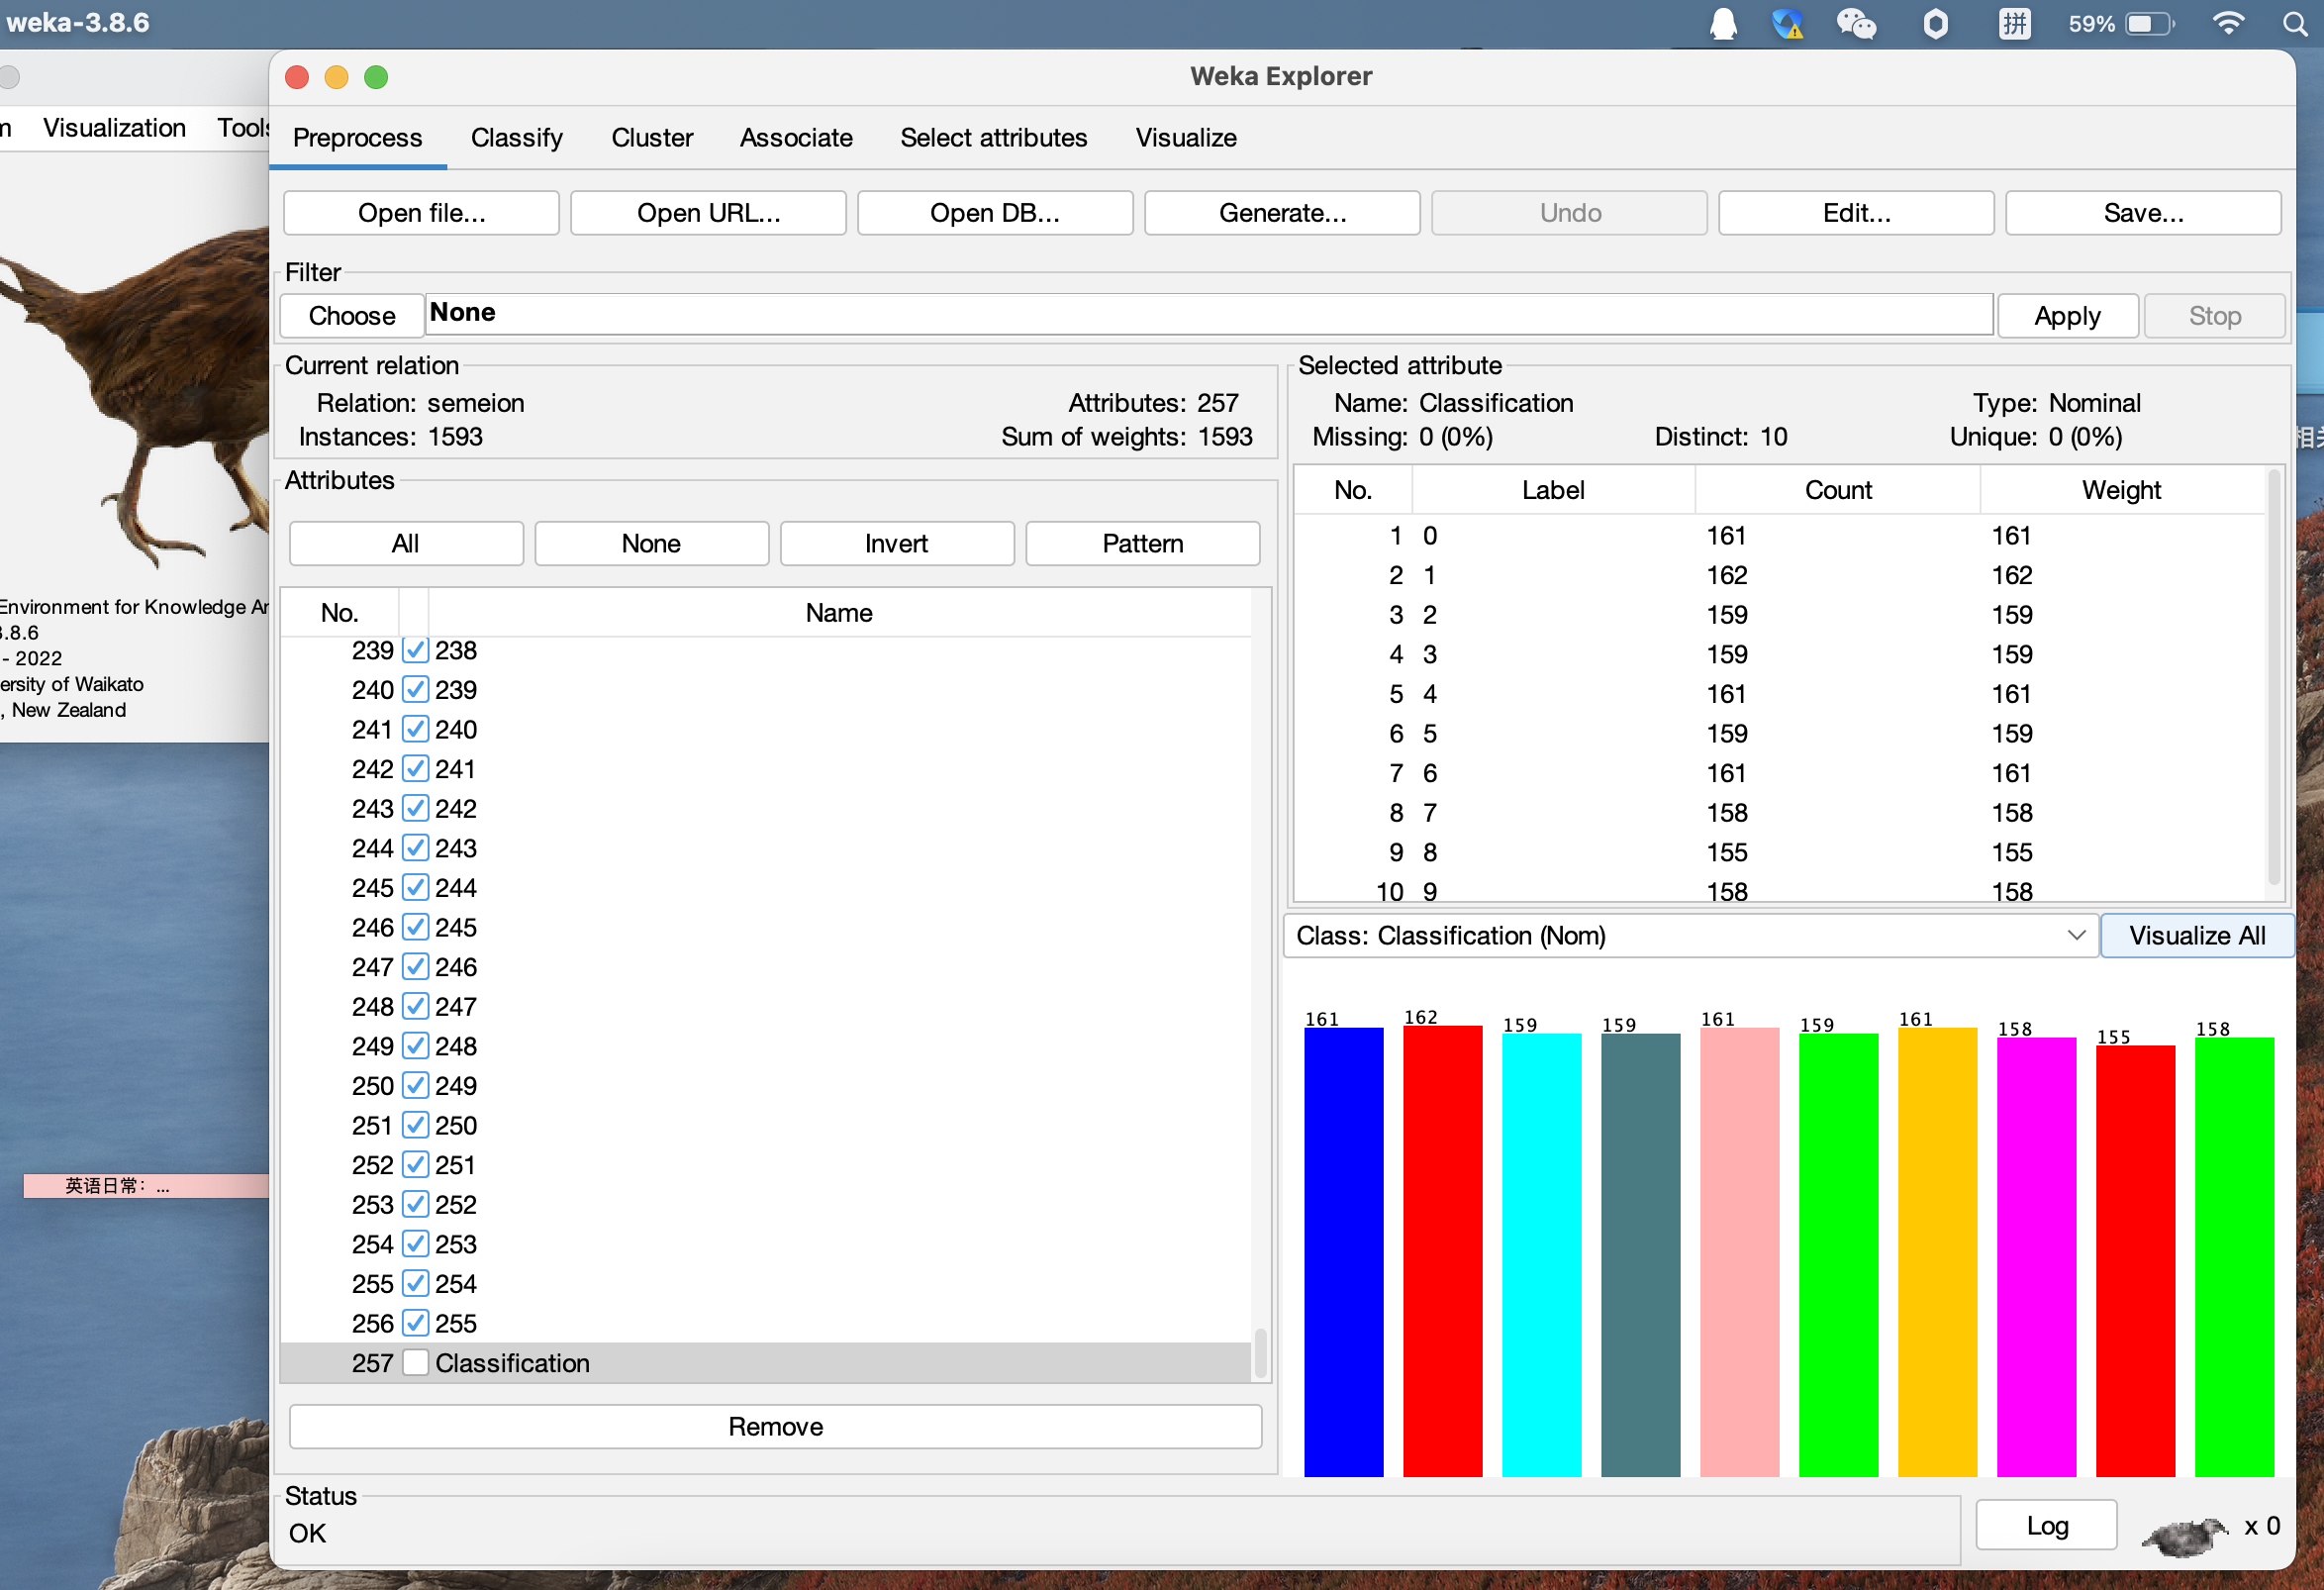 weka-3.8.6
拼
59%
Weka Explorer
Visualization
Tools
Preprocess
Classify
Cluster
Associate
Select attributes
Visualize
Open file...
Open URL...
Open DB...
Generate...
Undo
Edit...
Save...
Filter
Choose
None
Apply
Stop
Current relation
Relation: semeion
Attributes: 257
Instances: 1593
Sum of weights: 1593
Selected attribute
Name: Classification
Type: Nominal
Missing: 0 (0%)
Distinct: 10
Unique: 0 (0%)
Attributes
All
None
Invert
Pattern
No.
Name
239 238
240 239
241 240
242 241
243 242
244 243
245 244
246 245
247 246
248 247
249 248
250 249
251 250
252 251
253 252
254 253
255 254
256 255
257 Classification
Remove
No. Label Count Weight
1 0 161 161
2 1 162 162
3 2 159 159
4 3 159 159
5 4 161 161
6 5 159 159
7 6 161 161
8 7 158 158
9 8 155 155
10 9 158 158
Class: Classification (Nom)
Visualize All
161 162 159 159 161 159 161 158 155 158
Status
OK
Log
x 0
Environment for Knowledge An
3.8.6
- 2022
ersity of Waikato
, New Zealand
英语日常：...